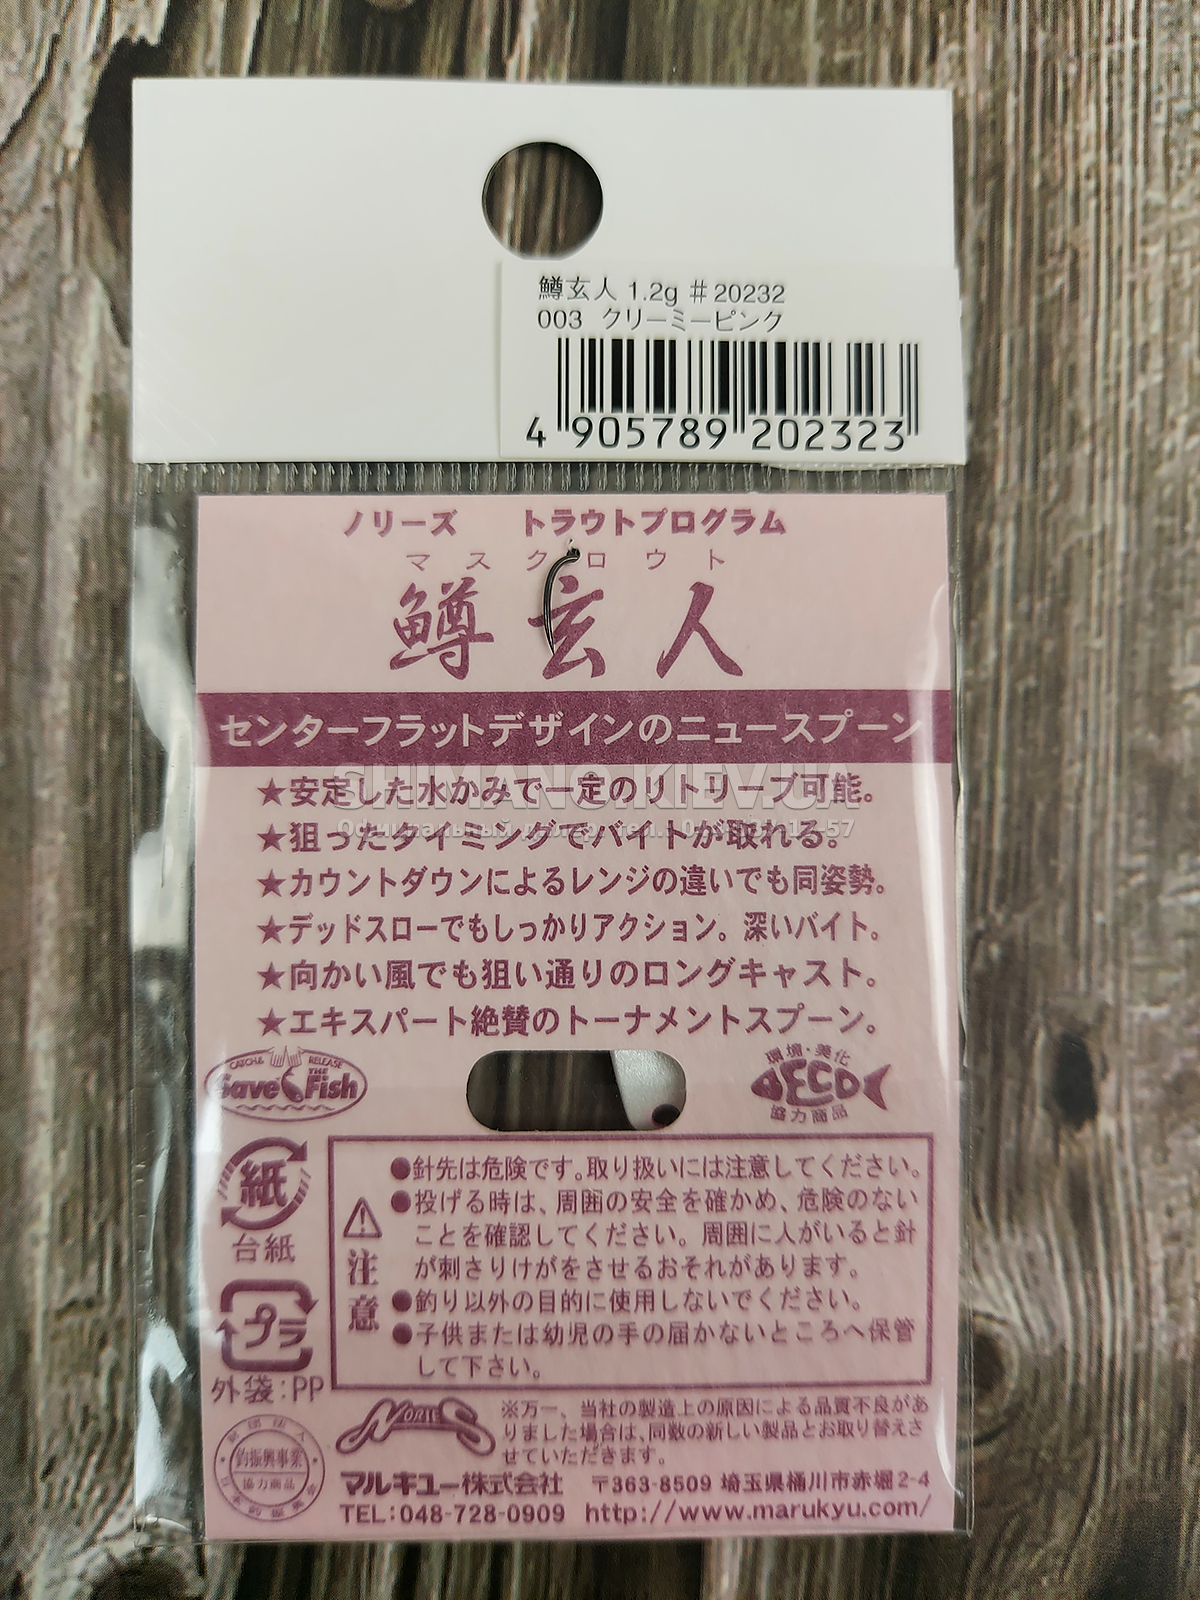 鱒玄人 1.2g #20232
003 クリーミーピンク
4 905789 202323
ノリーズ トラウトプログラム
マスクロウト
鱒玄人
センターフラットデザインのニュースプーン
SHIMANO.KIEV.UA
★安定した水かみで一定のリトリーブ可能。
★狙ったタイミングでバイトが取れる。
★カウントダウンによるレンジの違いでも同姿勢。
★デッドスローでもしっかりアクション。深いバイト。
★向かい風でも狙い通りのロングキャスト。
★エキスパート絶賛のトーナメントスプーン。
CATCH & RELEASE
Save THE Fish
環境・美化
DECO
協力商品
紙
台紙
プラ
外袋:PP
⚠注意
●針先は危険です。取り扱いには注意してください。
●投げる時は、周囲の安全を確かめ、危険のない
ことを確認してください。周囲に人がいると針
が刺さりけがをさせるおそれがあります。
●釣り以外の目的に使用しないでください。
●子供または幼児の手の届かないところへ保管
して下さい。
釣振興事業
協力商品
NORIES
※万一、当社の製造上の原因による品質不良があ
りました場合は、同数の新しい製品とお取り替えさ
せていただきます。
マルキユー株式会社 〒363-8509 埼玉県桶川市赤堀2-4
TEL:048-728-0909 http://www.marukyu.com/